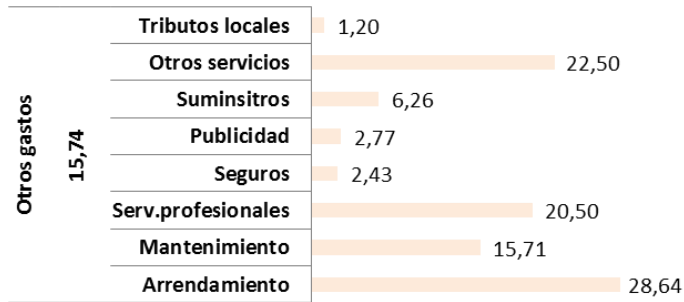 Otros gastos
15,74
Tributos locales 1,20
Otros servicios 22,50
Suminsitros 6,26
Publicidad 2,77
Seguros 2,43
Serv.profesionales 20,50
Mantenimiento 15,71
Arrendamiento 28,64